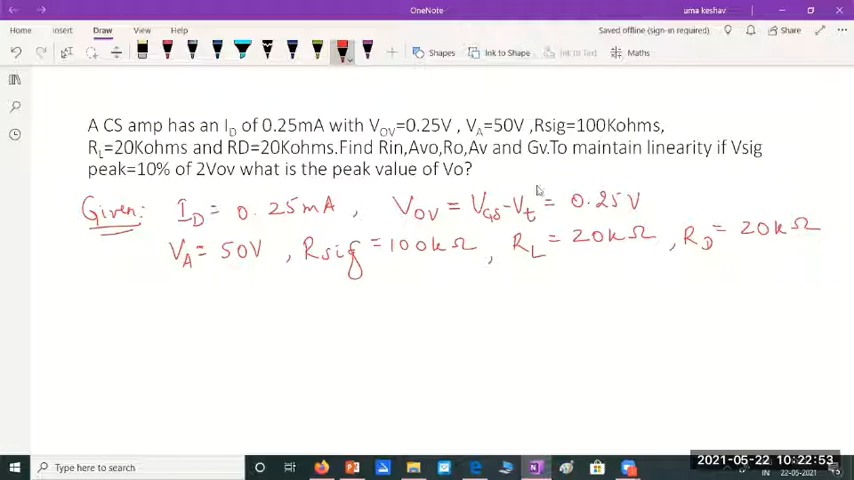 OneNote
uma keshav
Home Insert Draw View Help
Saved offline (sign-in required)
Share
Shapes Ink to Shape Ink to Text Maths
A CS amp has an ID of 0.25mA with VOV=0.25V , VA=50V ,Rsig=100Kohms,
RL=20Kohms and RD=20Kohms.Find Rin,Avo,Ro,Av and Gv.To maintain linearity if Vsig
peak=10% of 2Vov what is the peak value of Vo?
Given: ID = 0.25mA , VOV = VGS-Vt = 0.25V
VA = 50V , Rsig = 100kΩ , RL = 20kΩ , RD = 20kΩ
Type here to search
2021-05-22 10:22:53
IN 22-05-2021